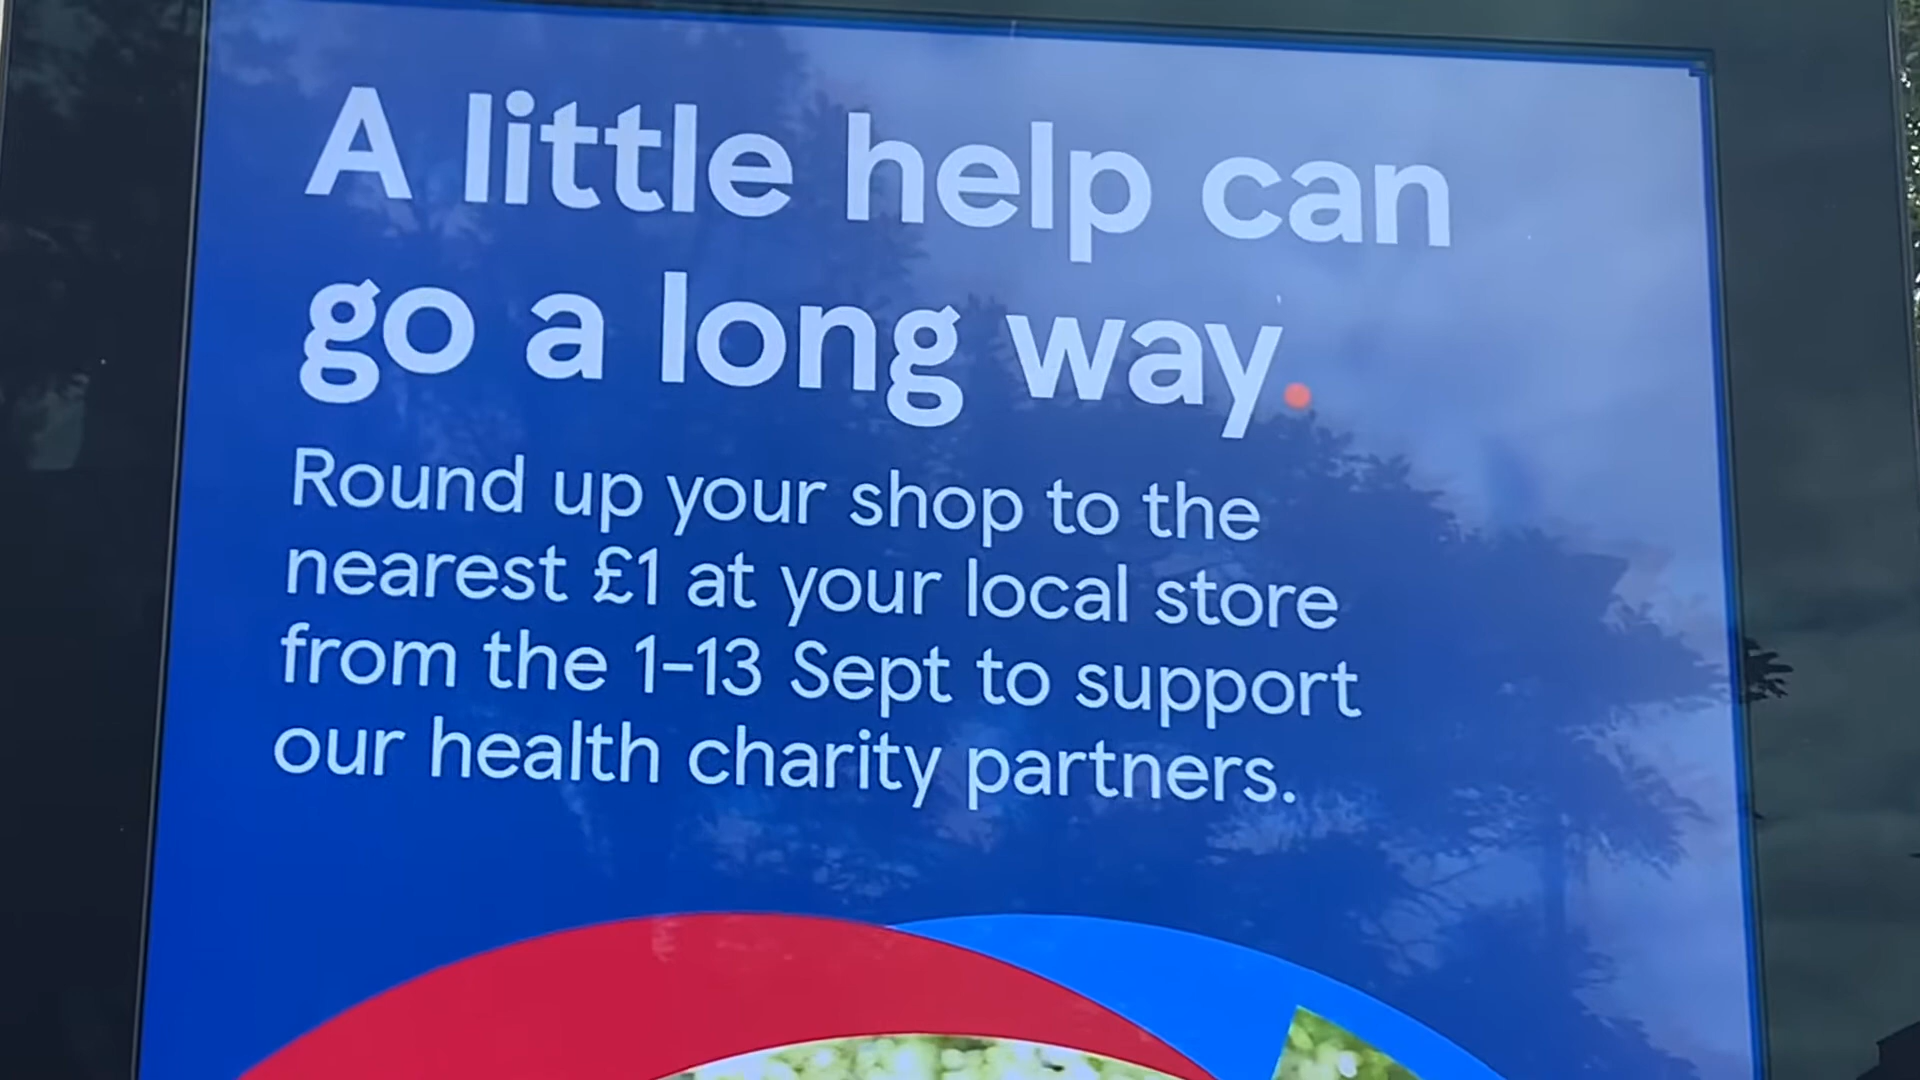 A little help can
go a long way.
Round up your shop to the
nearest £1 at your local store
from the 1–13 Sept to support
our health charity partners.